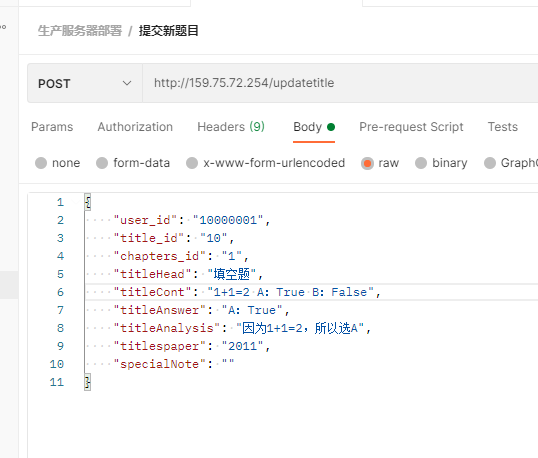 生产服务器部署 / 提交新题目
POST http://159.75.72.254/updatetitle
Params Authorization Headers (9) Body Pre-request Script Tests
none form-data x-www-form-urlencoded raw binary GraphQ
1 {
2 "user_id": "10000001",
3 "title_id": "10",
4 "chapters_id": "1",
5 "titleHead": "填空题",
6 "titleCont": "1+1=2 A：True B：False",
7 "titleAnswer": "A：True",
8 "titleAnalysis": "因为1+1=2，所以选A",
9 "titlespaper": "2011",
10 "specialNote": ""
11 }